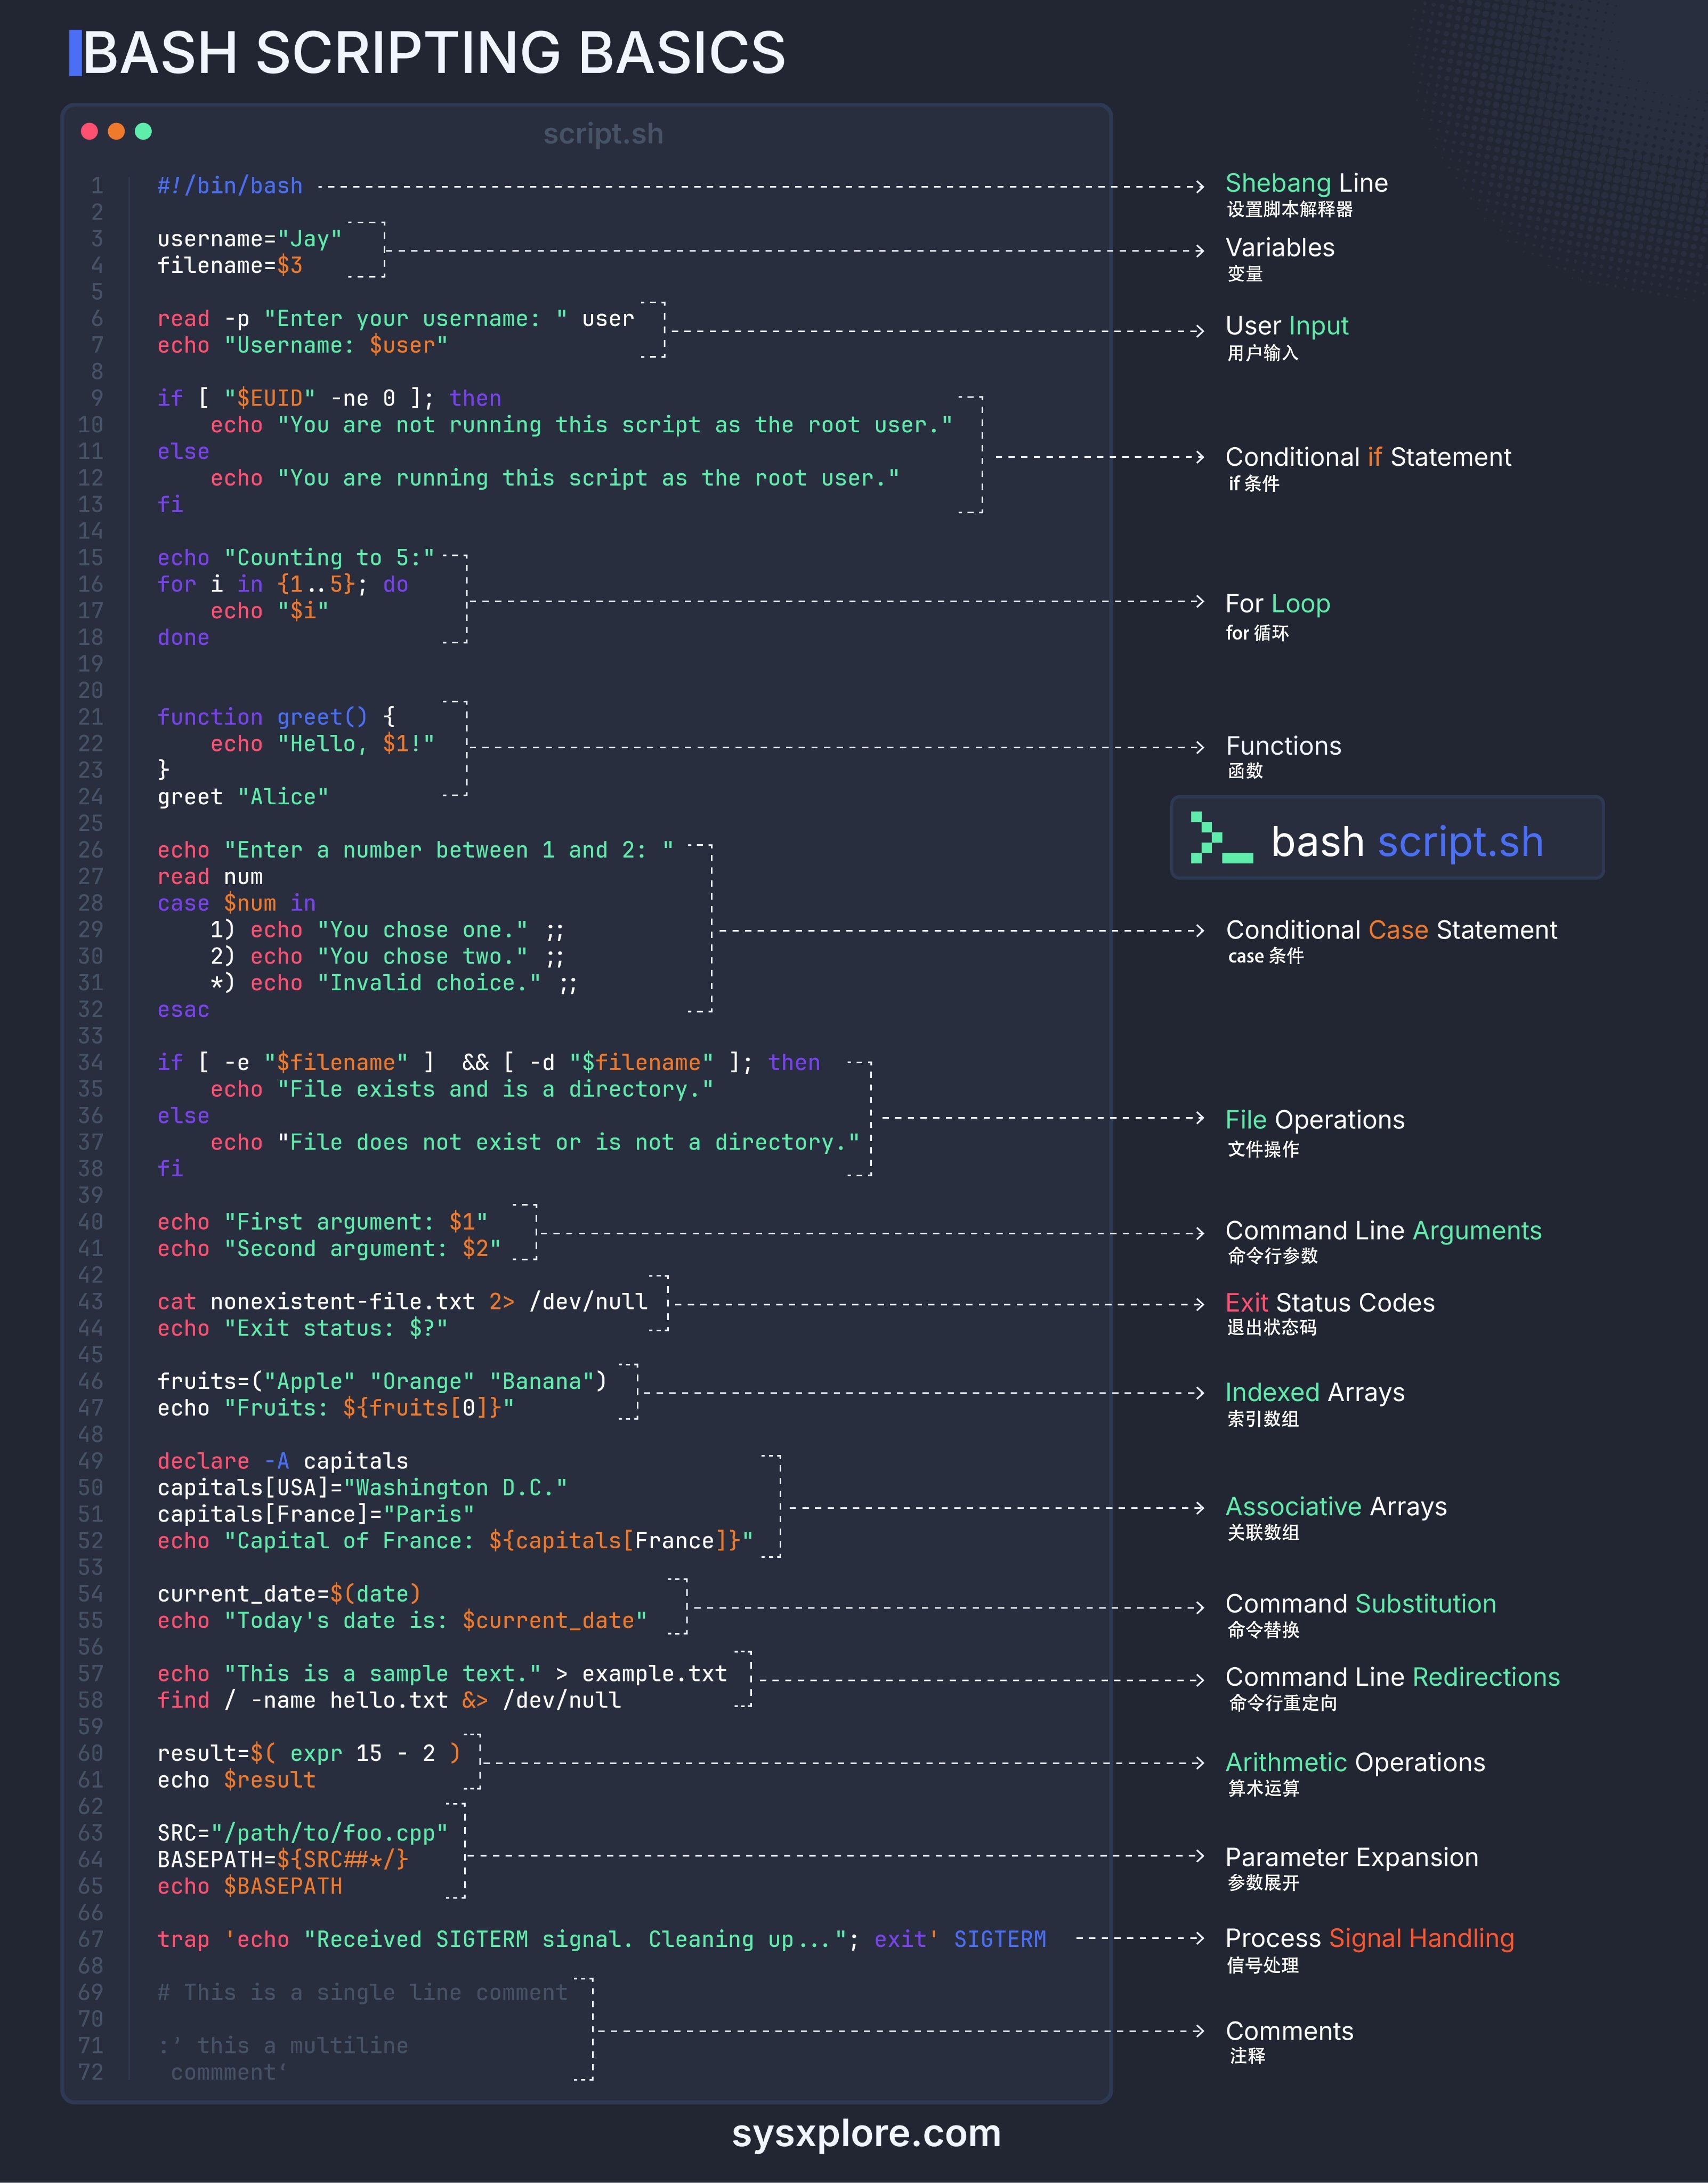 BASH SCRIPTING BASICS
script.sh
1 #!/bin/bash
Shebang Line
设置脚本解释器
2
3 username="Jay"
4 filename=$3
Variables
变量
5
6 read -p "Enter your username: " user
7 echo "Username: $user"
User Input
用户输入
8
9 if [ "$EUID" -ne 0 ]; then
10     echo "You are not running this script as the root user."
11 else
12     echo "You are running this script as the root user."
13 fi
Conditional if Statement
if 条件
14
15 echo "Counting to 5:"
16 for i in {1..5}; do
17     echo "$i"
18 done
For Loop
for 循环
19
20
21 function greet() {
22     echo "Hello, $1!"
23 }
24 greet "Alice"
Functions
函数
bash script.sh
25
26 echo "Enter a number between 1 and 2: "
27 read num
28 case $num in
29     1) echo "You chose one." ;;
30     2) echo "You chose two." ;;
31     *) echo "Invalid choice." ;;
32 esac
Conditional Case Statement
case 条件
33
34 if [ -e "$filename" ]  && [ -d "$filename" ]; then
35     echo "File exists and is a directory."
36 else
37     echo "File does not exist or is not a directory."
38 fi
File Operations
文件操作
39
40 echo "First argument: $1"
41 echo "Second argument: $2"
Command Line Arguments
命令行参数
42
43 cat nonexistent-file.txt 2> /dev/null
44 echo "Exit status: $?"
Exit Status Codes
退出状态码
45
46 fruits=("Apple" "Orange" "Banana")
47 echo "Fruits: ${fruits[0]}"
Indexed Arrays
索引数组
48
49 declare -A capitals
50 capitals[USA]="Washington D.C."
51 capitals[France]="Paris"
52 echo "Capital of France: ${capitals[France]}"
Associative Arrays
关联数组
53
54 current_date=$(date)
55 echo "Today's date is: $current_date"
Command Substitution
命令替换
56
57 echo "This is a sample text." > example.txt
58 find / -name hello.txt &> /dev/null
Command Line Redirections
命令行重定向
59
60 result=$( expr 15 - 2 )
61 echo $result
Arithmetic Operations
算术运算
62
63 SRC="/path/to/foo.cpp"
64 BASEPATH=${SRC##*/}
65 echo $BASEPATH
Parameter Expansion
参数展开
66
67 trap 'echo "Received SIGTERM signal. Cleaning up..."; exit' SIGTERM
Process Signal Handling
信号处理
68
69 # This is a single line comment
70
71 :’ this a multiline
72  commment‘
Comments
注释
sysxplore.com